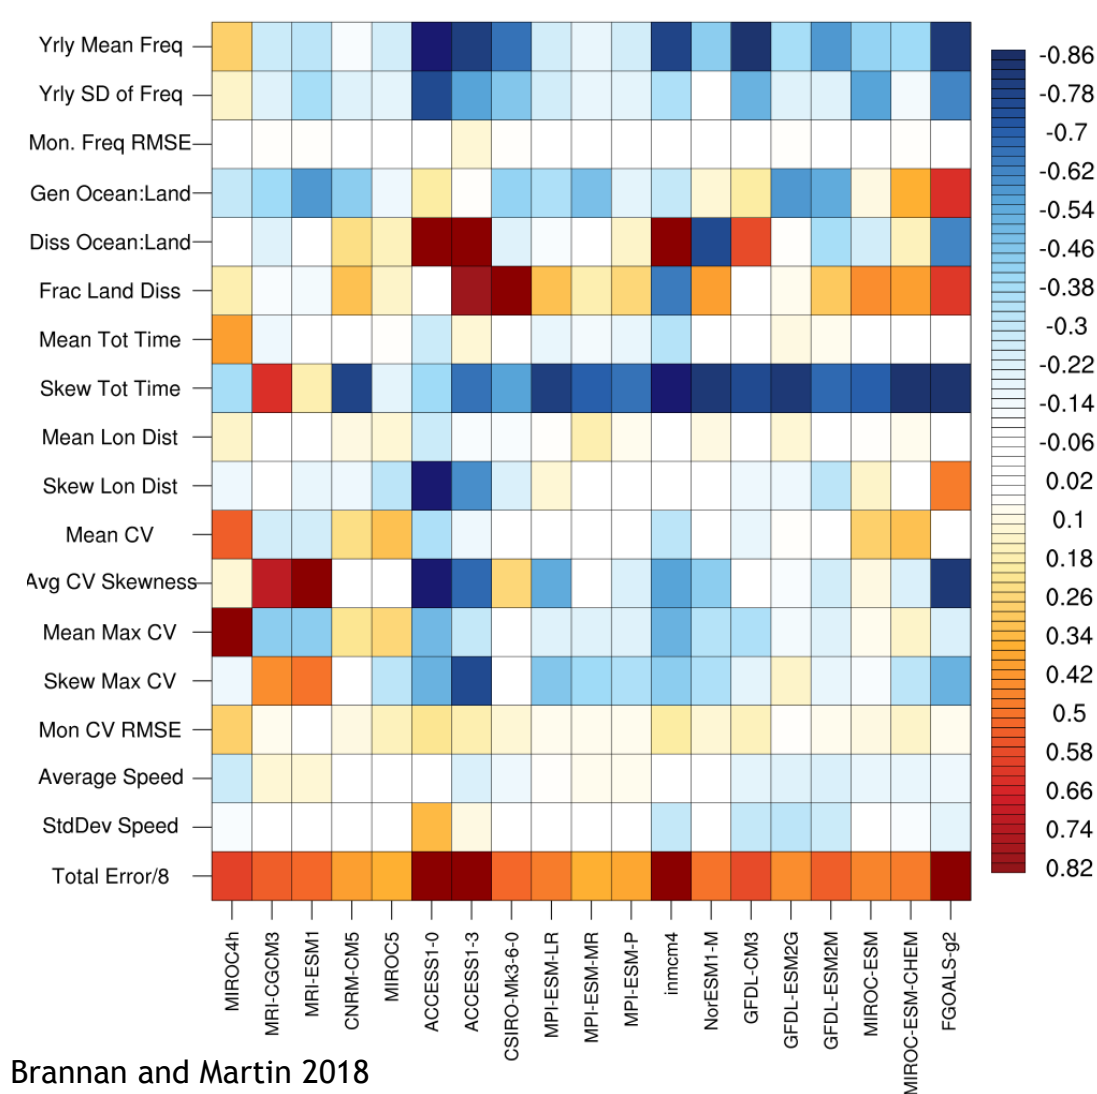 Yrly Mean Freq
Yrly SD of Freq
Mon. Freq RMSE
Gen Ocean:Land
Diss Ocean:Land
Frac Land Diss
Mean Tot Time
Skew Tot Time
Mean Lon Dist
Skew Lon Dist
Mean CV
Avg CV Skewness
Mean Max CV
Skew Max CV
Mon CV RMSE
Average Speed
StdDev Speed
Total Error/8
-0.86
-0.78
-0.7
-0.62
-0.54
-0.46
-0.38
-0.3
-0.22
-0.14
-0.06
0.02
0.1
0.18
0.26
0.34
0.42
0.5
0.58
0.66
0.74
0.82
MIROC4h
MRI-CGCM3
MRI-ESM1
CNRM-CM5
MIROC5
ACCESS1-0
ACCESS1-3
CSIRO-Mk3-6-0
MPI-ESM-LR
MPI-ESM-MR
MPI-ESM-P
inmcm4
NorESM1-M
GFDL-CM3
GFDL-ESM2G
GFDL-ESM2M
MIROC-ESM
MIROC-ESM-CHEM
FGOALS-g2
Brannan and Martin 2018